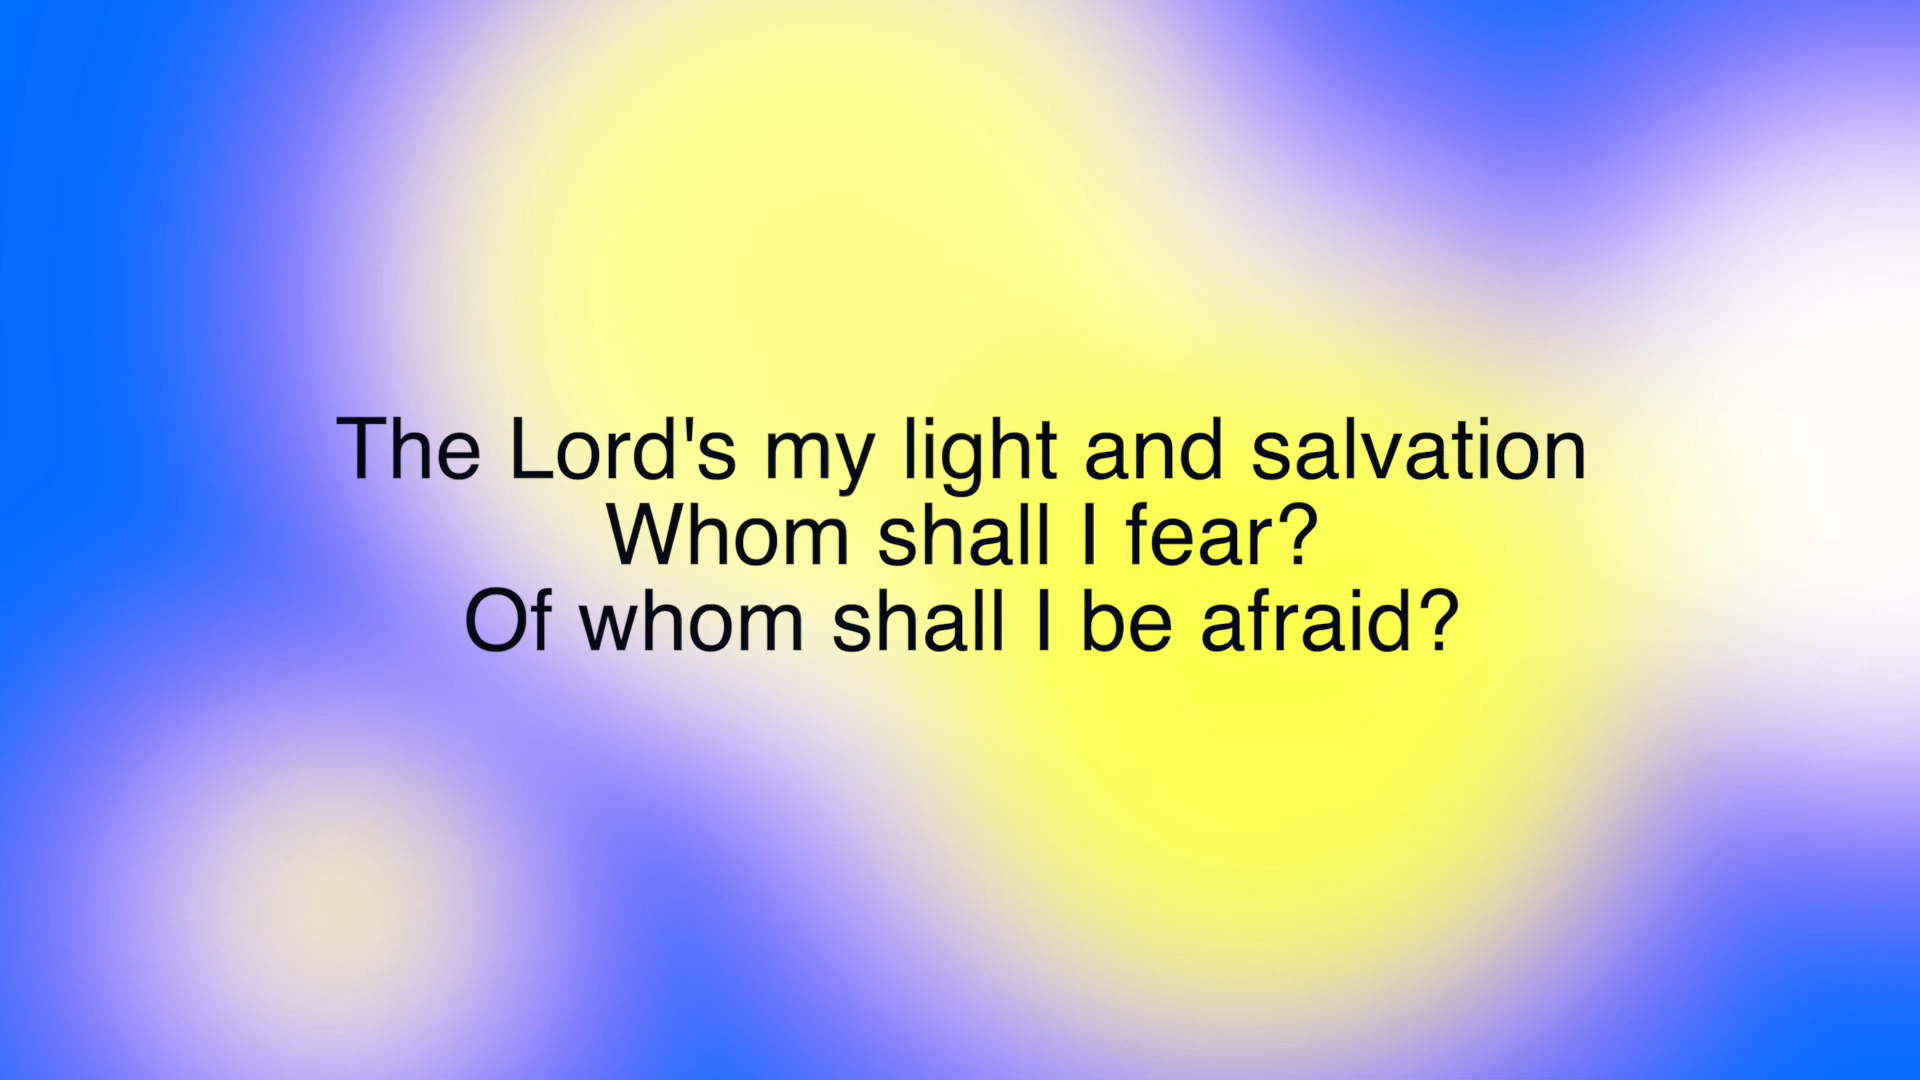 The Lord's my light and salvation
Whom shall I fear?
Of whom shall I be afraid?